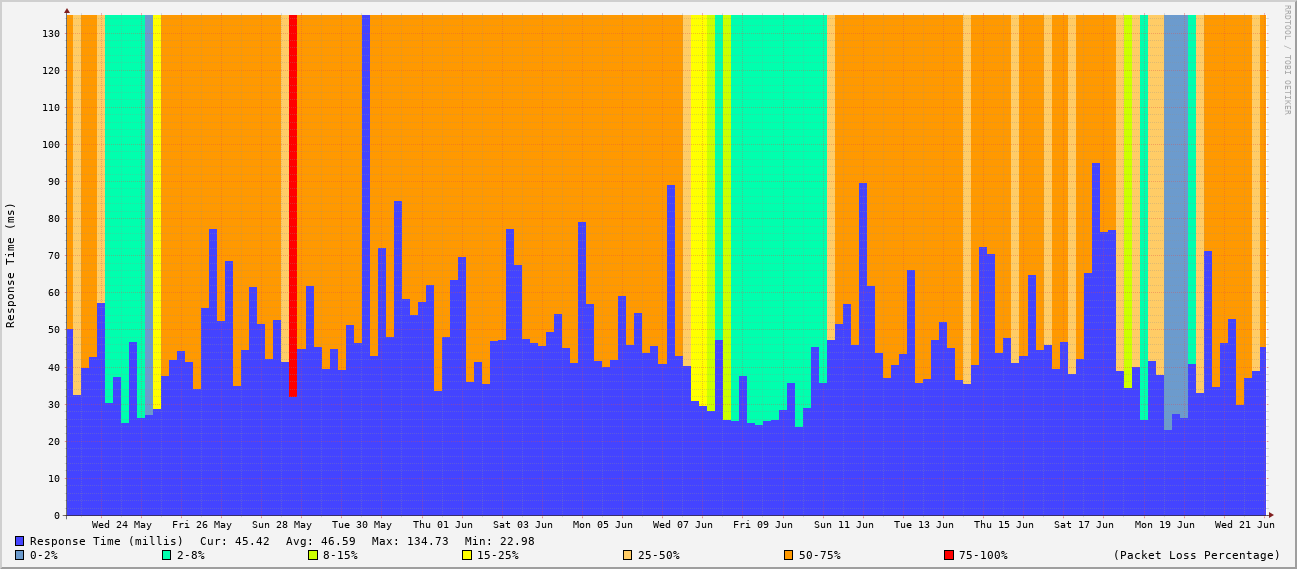 RRDTOOL / TOBI OETIKER
Response Time (ms)
130
120
110
100
90
80
70
60
50
40
30
20
10
0
Wed 24 May Fri 26 May Sun 28 May Tue 30 May Thu 01 Jun Sat 03 Jun Mon 05 Jun Wed 07 Jun Fri 09 Jun Sun 11 Jun Tue 13 Jun Thu 15 Jun Sat 17 Jun Mon 19 Jun Wed 21 Jun
Response Time (millis) Cur: 45.42 Avg: 46.59 Max: 134.73 Min: 22.98
0-2% 2-8% 8-15% 15-25% 25-50% 50-75% 75-100% (Packet Loss Percentage)